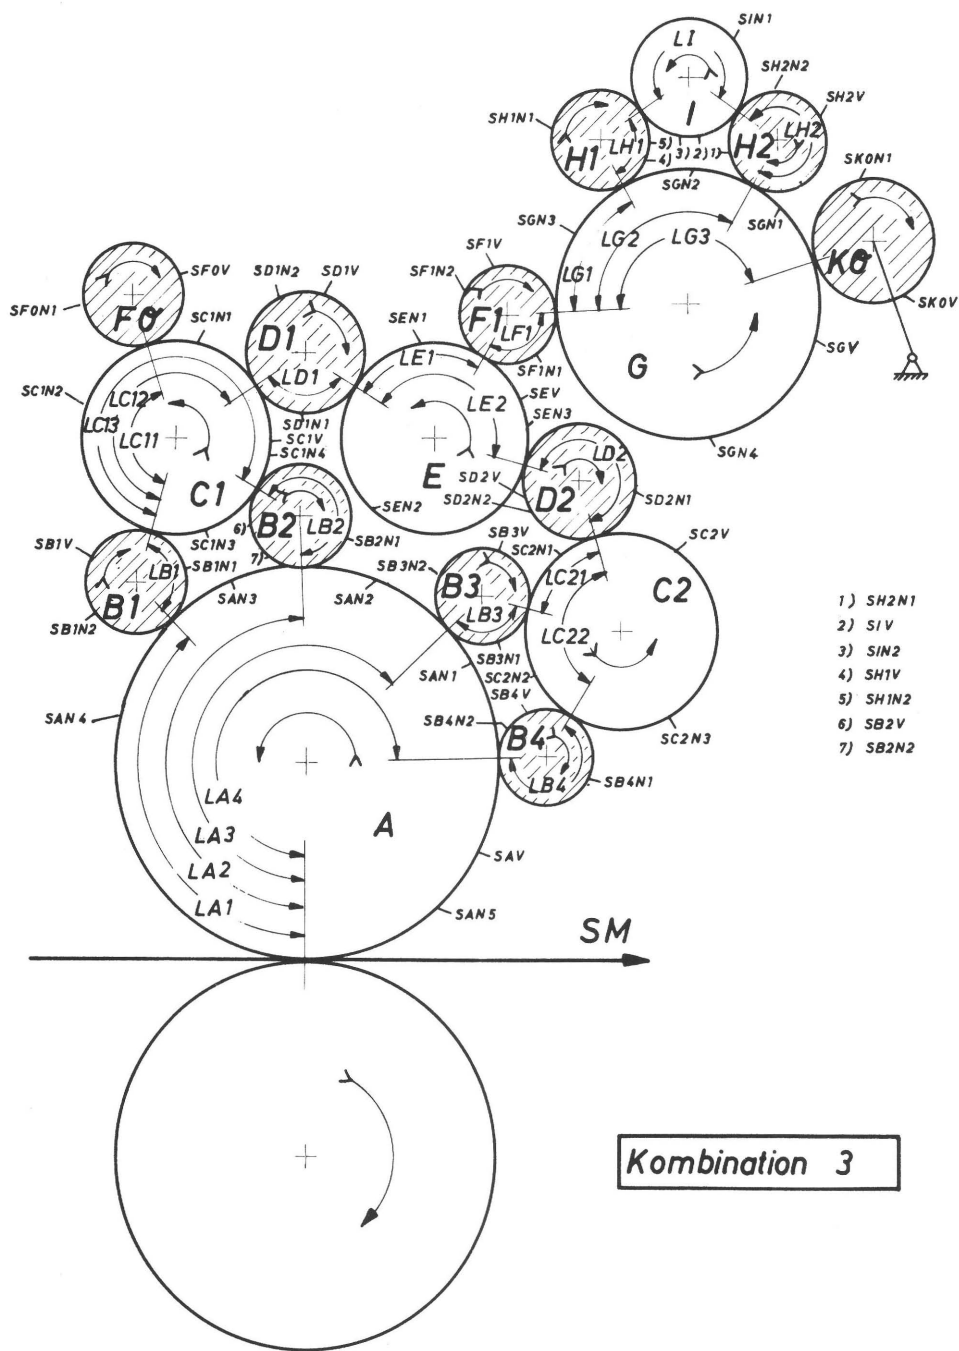 SIN1
LI
SH2N2
SH2V
SH1N1
I
LH2
H2
LH1
H1
5)
4)
3)
2)
1)
SGN2
SK0N1
SGN3
SGN1
LG2
LG3
LG1
KO
SK0V
SF1V
SF1N2
F1
LF1
SF1N1
G
SGV
SGN4
SF0V
SF0N1
FO
SD1N2
SD1V
D1
LD1
SD1N1
SC1N1
SC1N2
LC12
LC13
LC11
C1
SC1V
SC1N4
SC1N3
SEN1
LE1
LE2
SEV
SEN3
E
SEN2
SD2V
SD2N2
LD2
D2
SD2N1
6)
B2
LB2
7)
SB2N1
SB1V
LB1
SB1N1
B1
SB1N2
SAN3
SAN2
SB3V
SB3N2
B3
LB3
SB3N1
SAN1
SC2N1
SC2V
LC21
C2
LC22
SC2N2
SC2N3
SB4V
SB4N2
B4
LB4
SB4N1
SAN4
LA4
A
LA3
LA2
LA1
SAV
SAN5
SM
1) SH2N1
2) SIV
3) SIN2
4) SH1V
5) SH1N2
6) SB2V
7) SB2N2
Kombination 3